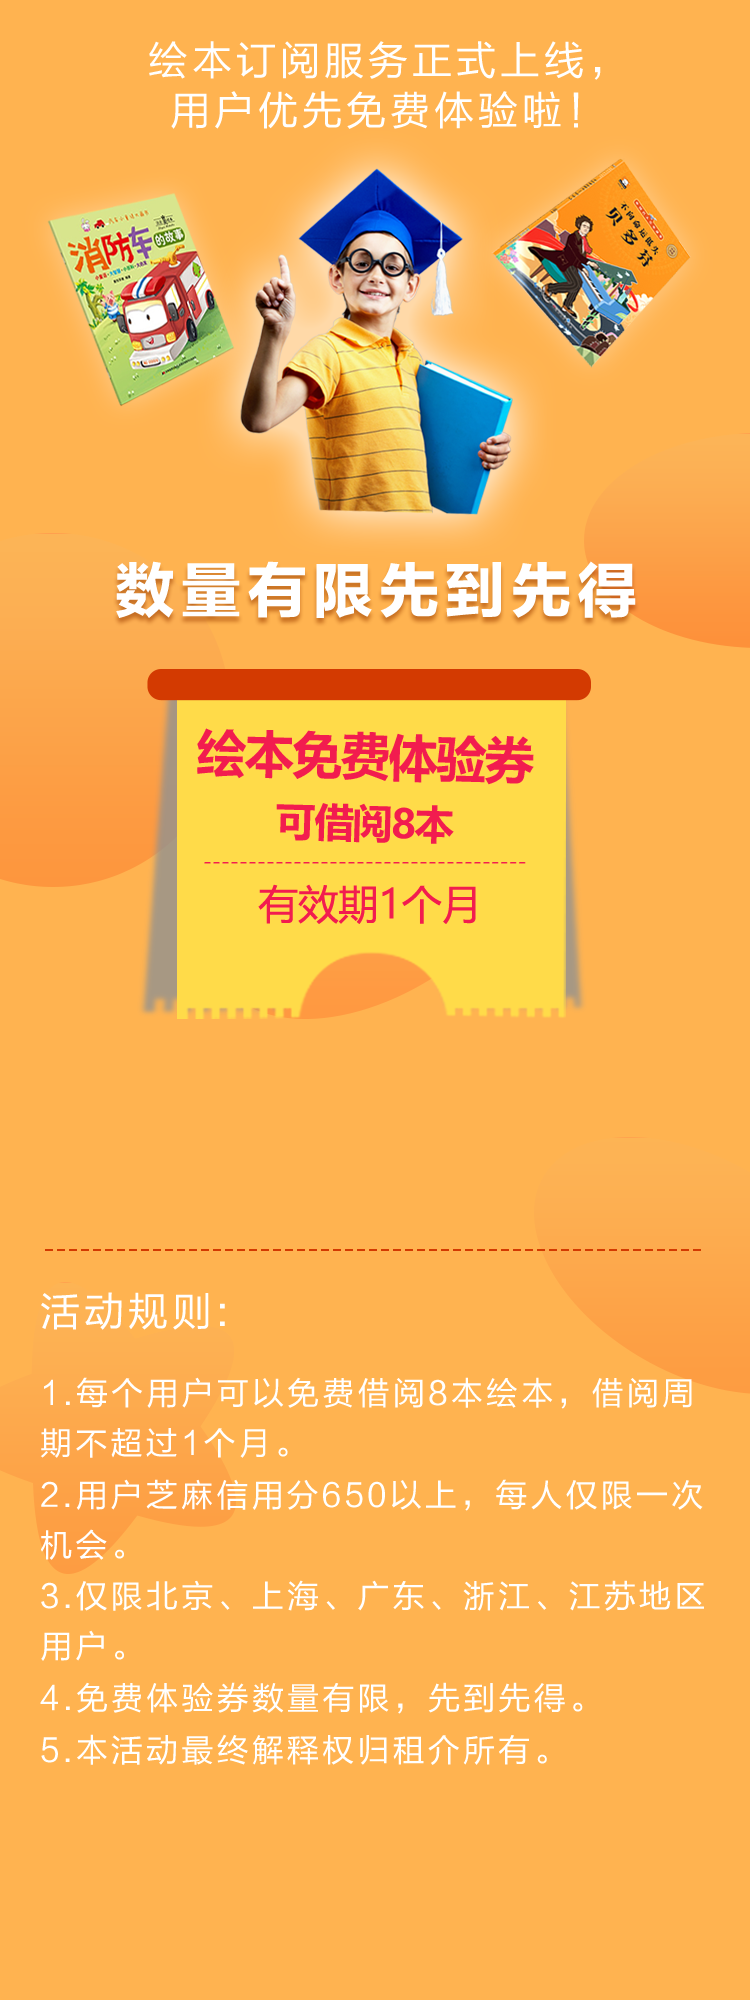 绘本订阅服务正式上线，
用户优先免费体验啦！
消防车
的故事
不向命运低头
贝多芬
数量有限先到先得
绘本免费体验券
可借阅8本
有效期1个月
活动规则：
1.每个用户可以免费借阅8本绘本，借阅周
期不超过1个月。
2.用户芝麻信用分650以上，每人仅限一次
机会。
3.仅限北京、上海、广东、浙江、江苏地区
用户。
4.免费体验券数量有限，先到先得。
5.本活动最终解释权归租介所有。